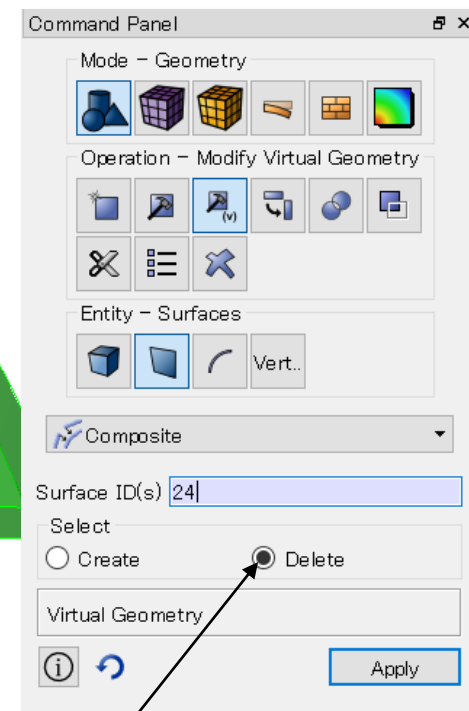 Command Panel
Mode - Geometry
Operation - Modify Virtual Geometry
(v)
Entity - Surfaces
Vert..
Composite
Surface ID(s) 24
Select
Create Delete
Virtual Geometry
Apply